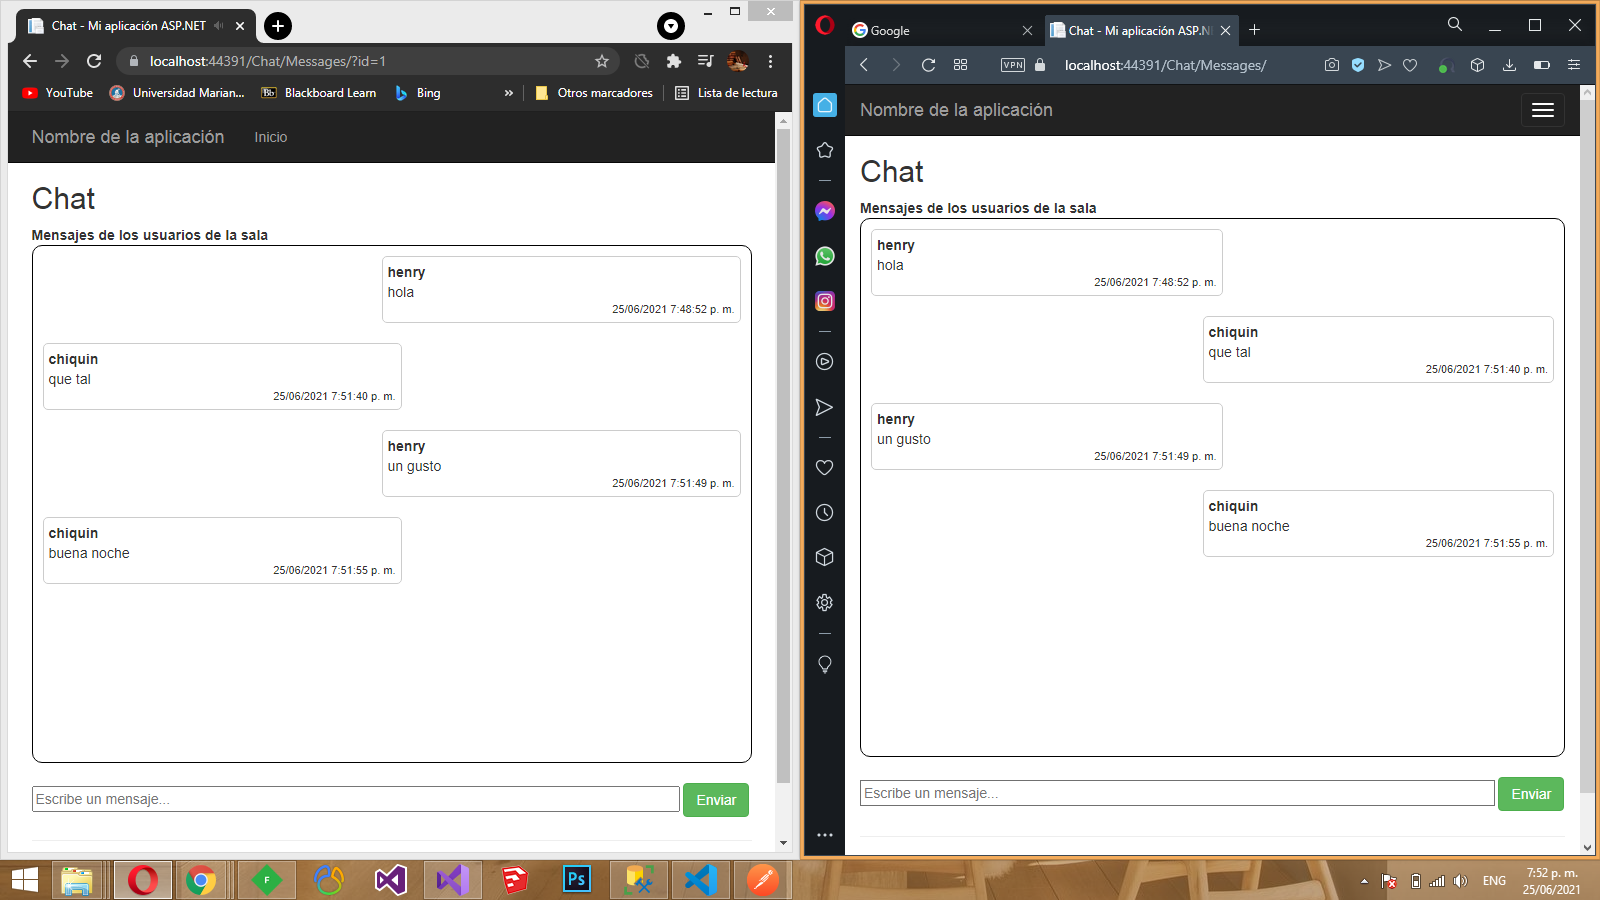 Chat - Mi aplicación ASP.NET
localhost:44391/Chat/Messages/?id=1
YouTube
Universidad Marian...
Bb
Blackboard Learn
Bing
»
Otros marcadores
Lista de lectura
Nombre de la aplicación
Inicio
Chat
Mensajes de los usuarios de la sala
henry
hola
25/06/2021 7:48:52 p. m.
chiquin
que tal
25/06/2021 7:51:40 p. m.
henry
un gusto
25/06/2021 7:51:49 p. m.
chiquin
buena noche
25/06/2021 7:51:55 p. m.
Escribe un mensaje...
Enviar
Google
Chat - Mi aplicación ASP.N
VPN
localhost:44391/Chat/Messages/
Nombre de la aplicación
Chat
Mensajes de los usuarios de la sala
henry
hola
25/06/2021 7:48:52 p. m.
chiquin
que tal
25/06/2021 7:51:40 p. m.
henry
un gusto
25/06/2021 7:51:49 p. m.
chiquin
buena noche
25/06/2021 7:51:55 p. m.
Escribe un mensaje...
Enviar
F
Ps
ENG
7:52 p. m.
25/06/2021